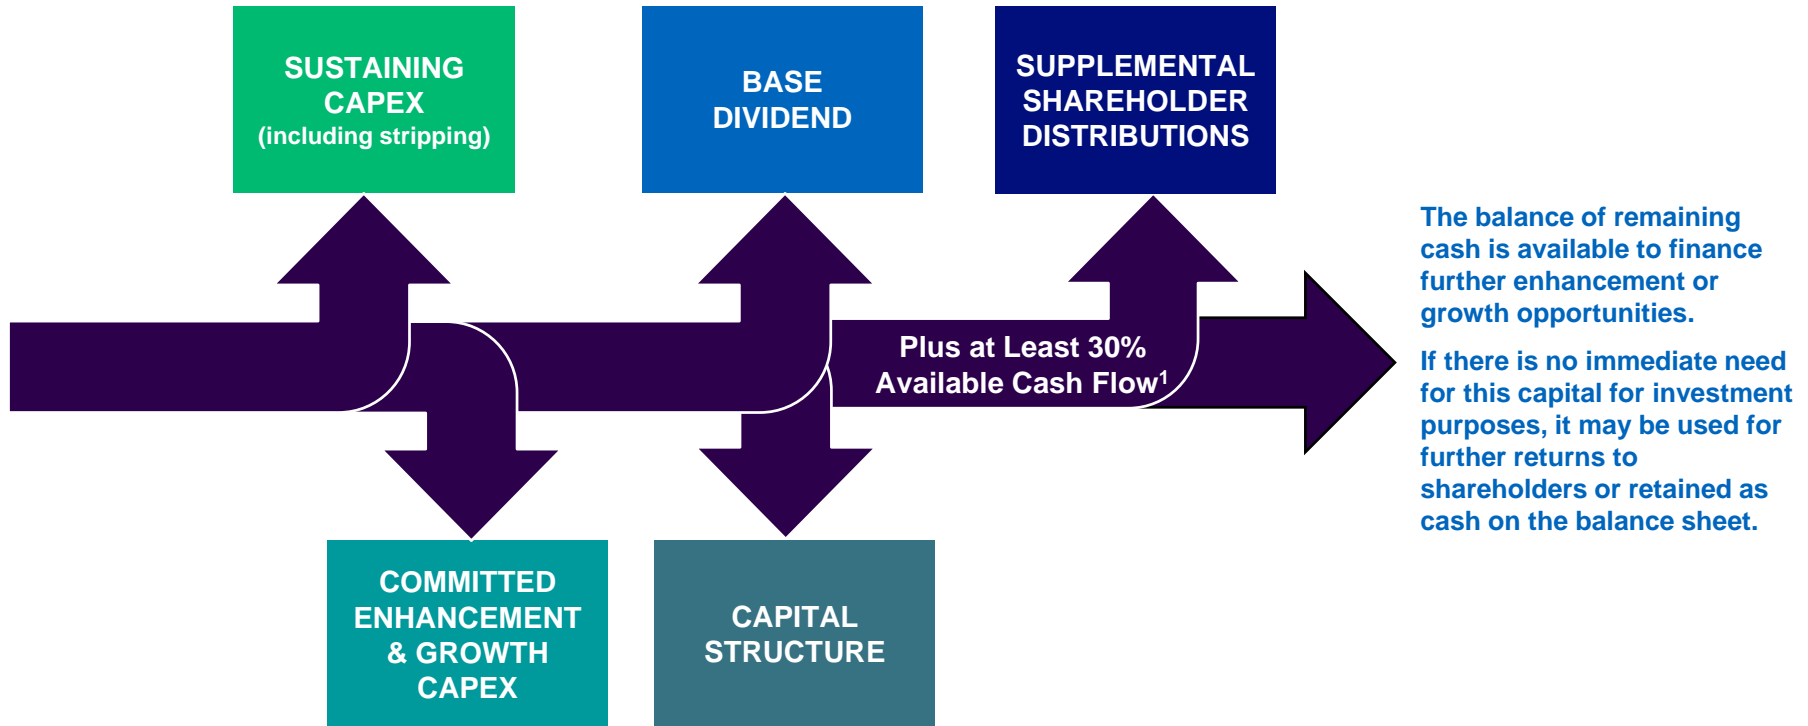 SUSTAINING
CAPEX
(including stripping)
BASE
DIVIDEND
SUPPLEMENTAL
SHAREHOLDER
DISTRIBUTIONS
Plus at Least 30%
Available Cash Flow¹
The balance of remaining
cash is available to finance
further enhancement or
growth opportunities.
If there is no immediate need
for this capital for investment
purposes, it may be used for
further returns to
shareholders or retained as
cash on the balance sheet.
COMMITTED
ENHANCEMENT
& GROWTH
CAPEX
CAPITAL
STRUCTURE